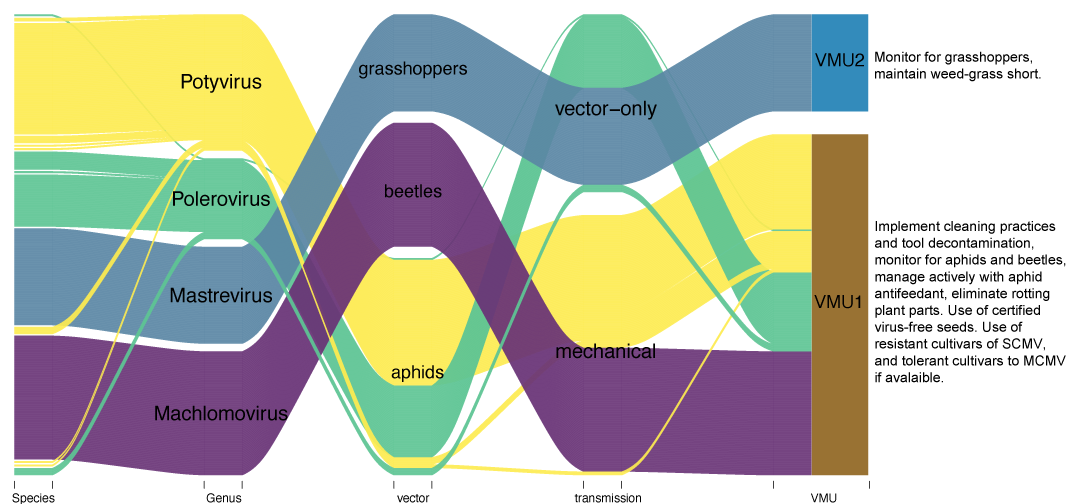 Potyvirus
Polerovirus
Mastrevirus
Machlomovirus
grasshoppers
beetles
aphids
vector−only
mechanical
VMU2
VMU1
Monitor for grasshoppers,
maintain weed-grass short.
Implement cleaning practices
and tool decontamination,
monitor for aphids and beetles,
manage actively with aphid
antifeedant, eliminate rotting
plant parts. Use of certified
virus-free seeds. Use of
resistant cultivars of SCMV,
and tolerant cultivars to MCMV
if avalaible.
Species
Genus
vector
transmission
VMU